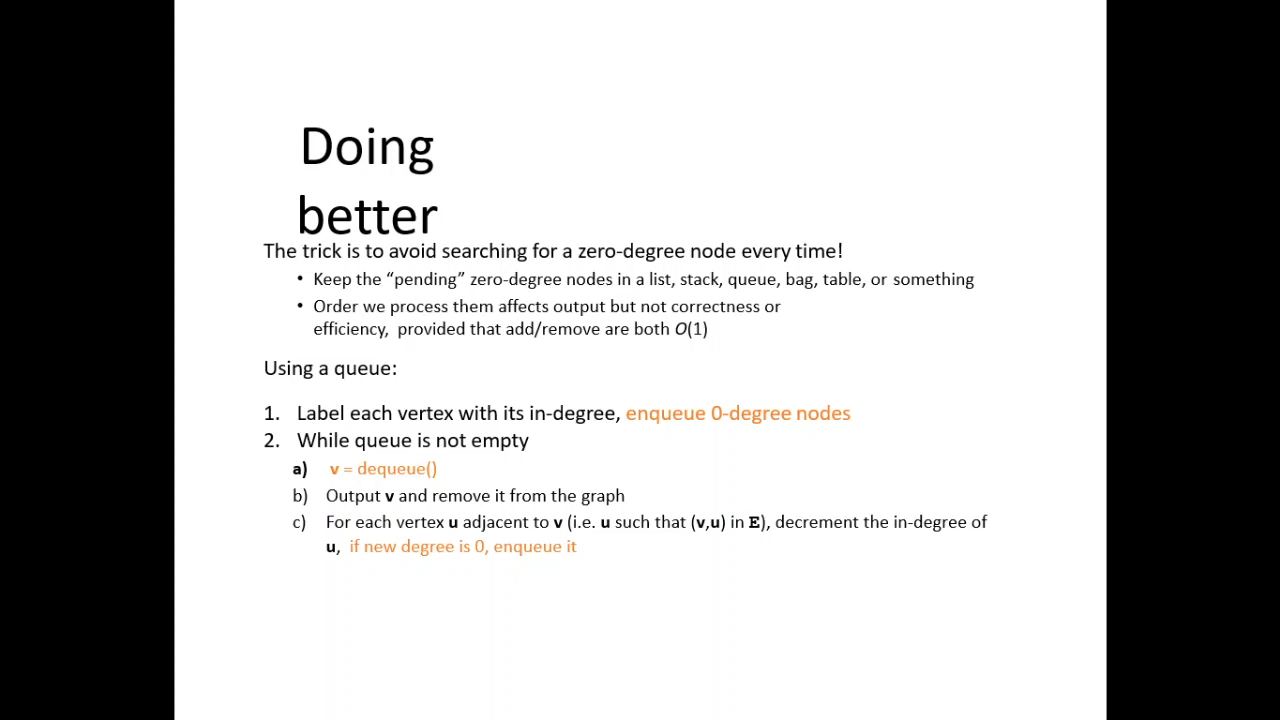 Doing
better
The trick is to avoid searching for a zero-degree node every time!
• Keep the “pending” zero-degree nodes in a list, stack, queue, bag, table, or something
• Order we process them affects output but not correctness or
efficiency, provided that add/remove are both O(1)
Using a queue:
1. Label each vertex with its in-degree, enqueue 0-degree nodes
2. While queue is not empty
a) v = dequeue()
b) Output v and remove it from the graph
c) For each vertex u adjacent to v (i.e. u such that (v,u) in E), decrement the in-degree of
u, if new degree is 0, enqueue it